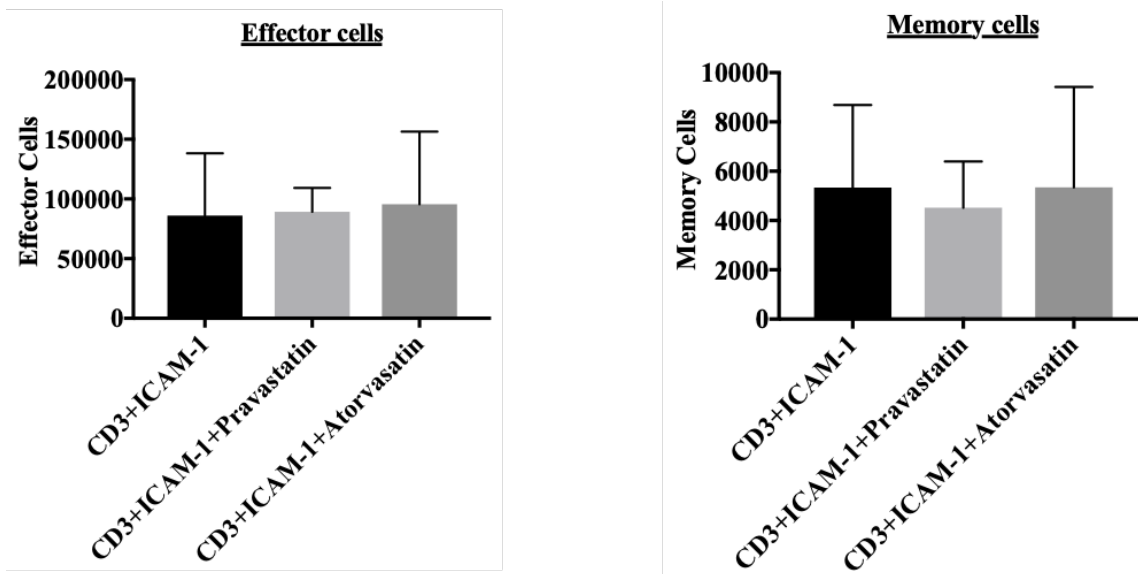 Effector cells
Effector Cells
200000
150000
100000
50000
0
CD3+ICAM-1
CD3+ICAM-1+Pravastatin
CD3+ICAM-1+Atorvasatin
Memory cells
Memory Cells
10000
8000
6000
4000
2000
0
CD3+ICAM-1
CD3+ICAM-1+Pravastatin
CD3+ICAM-1+Atorvasatin